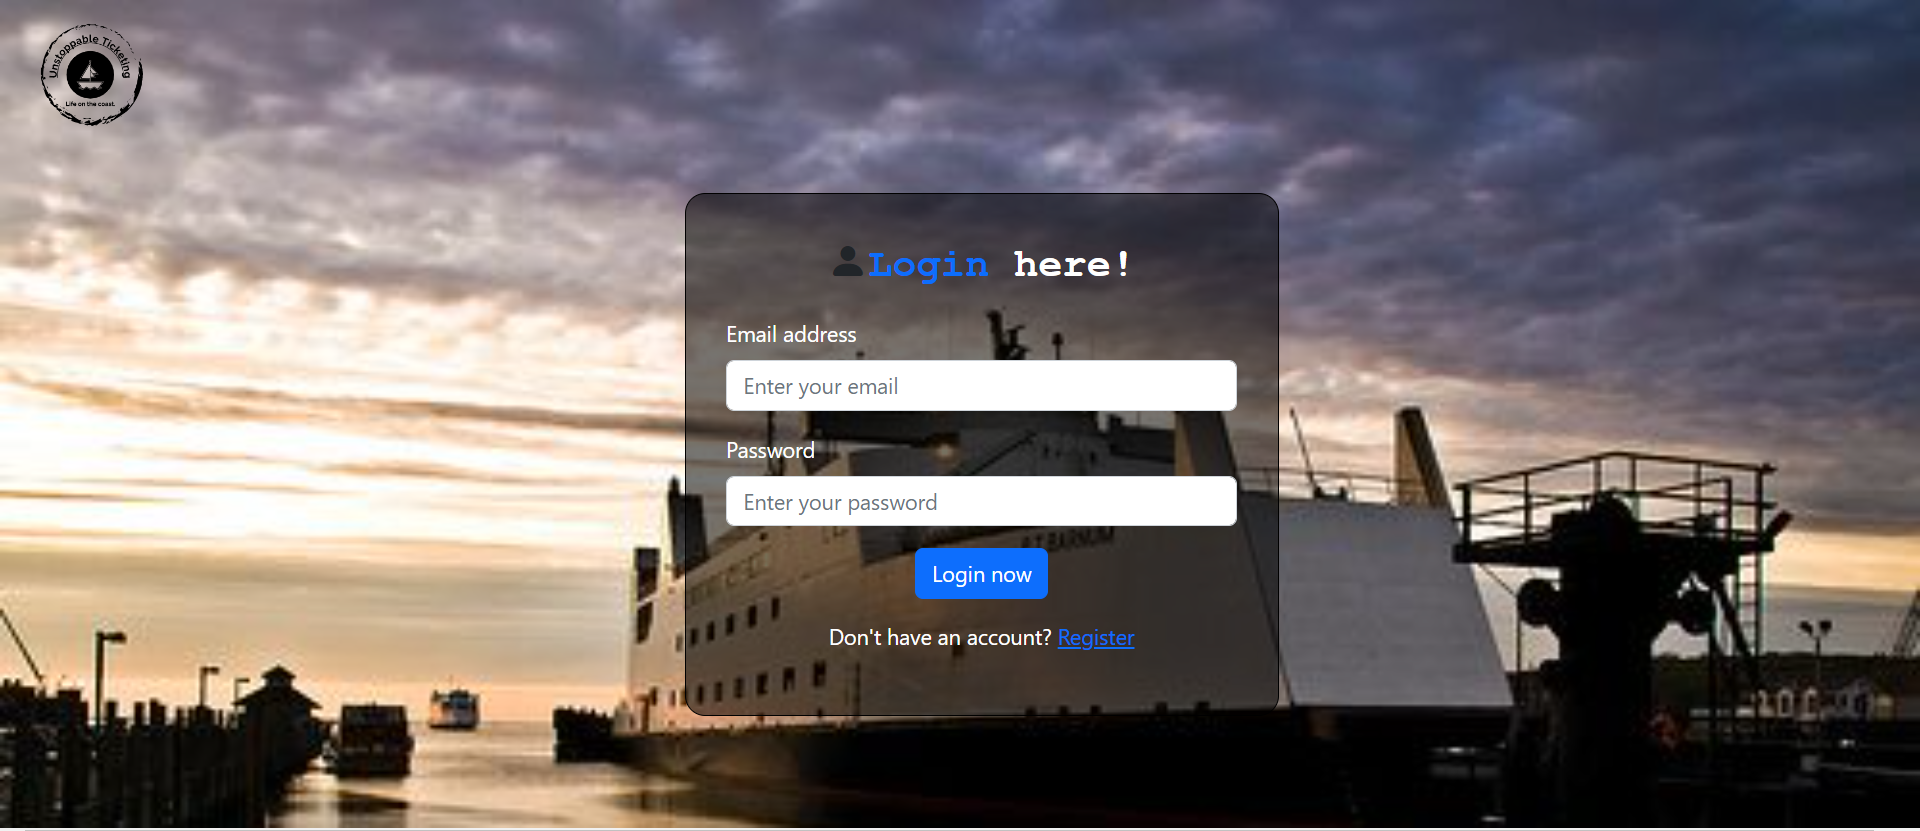 Unstoppable Ticketing
Life on the coast.
Login here!
Email address
Enter your email
Password
Enter your password
P.T. BARNUM
Login now
Don't have an account? Register